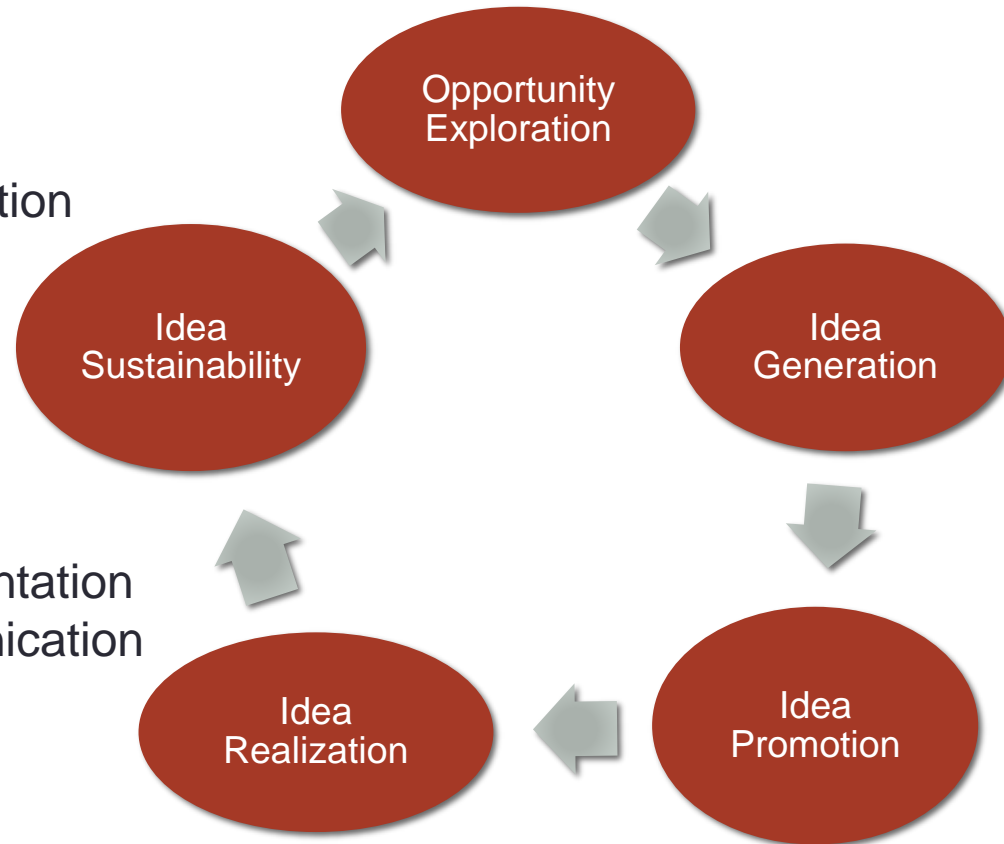 Opportunity
Exploration
tion
Idea
Sustainability
Idea
Generation
ntation
nication
Idea
Realization
Idea
Promotion